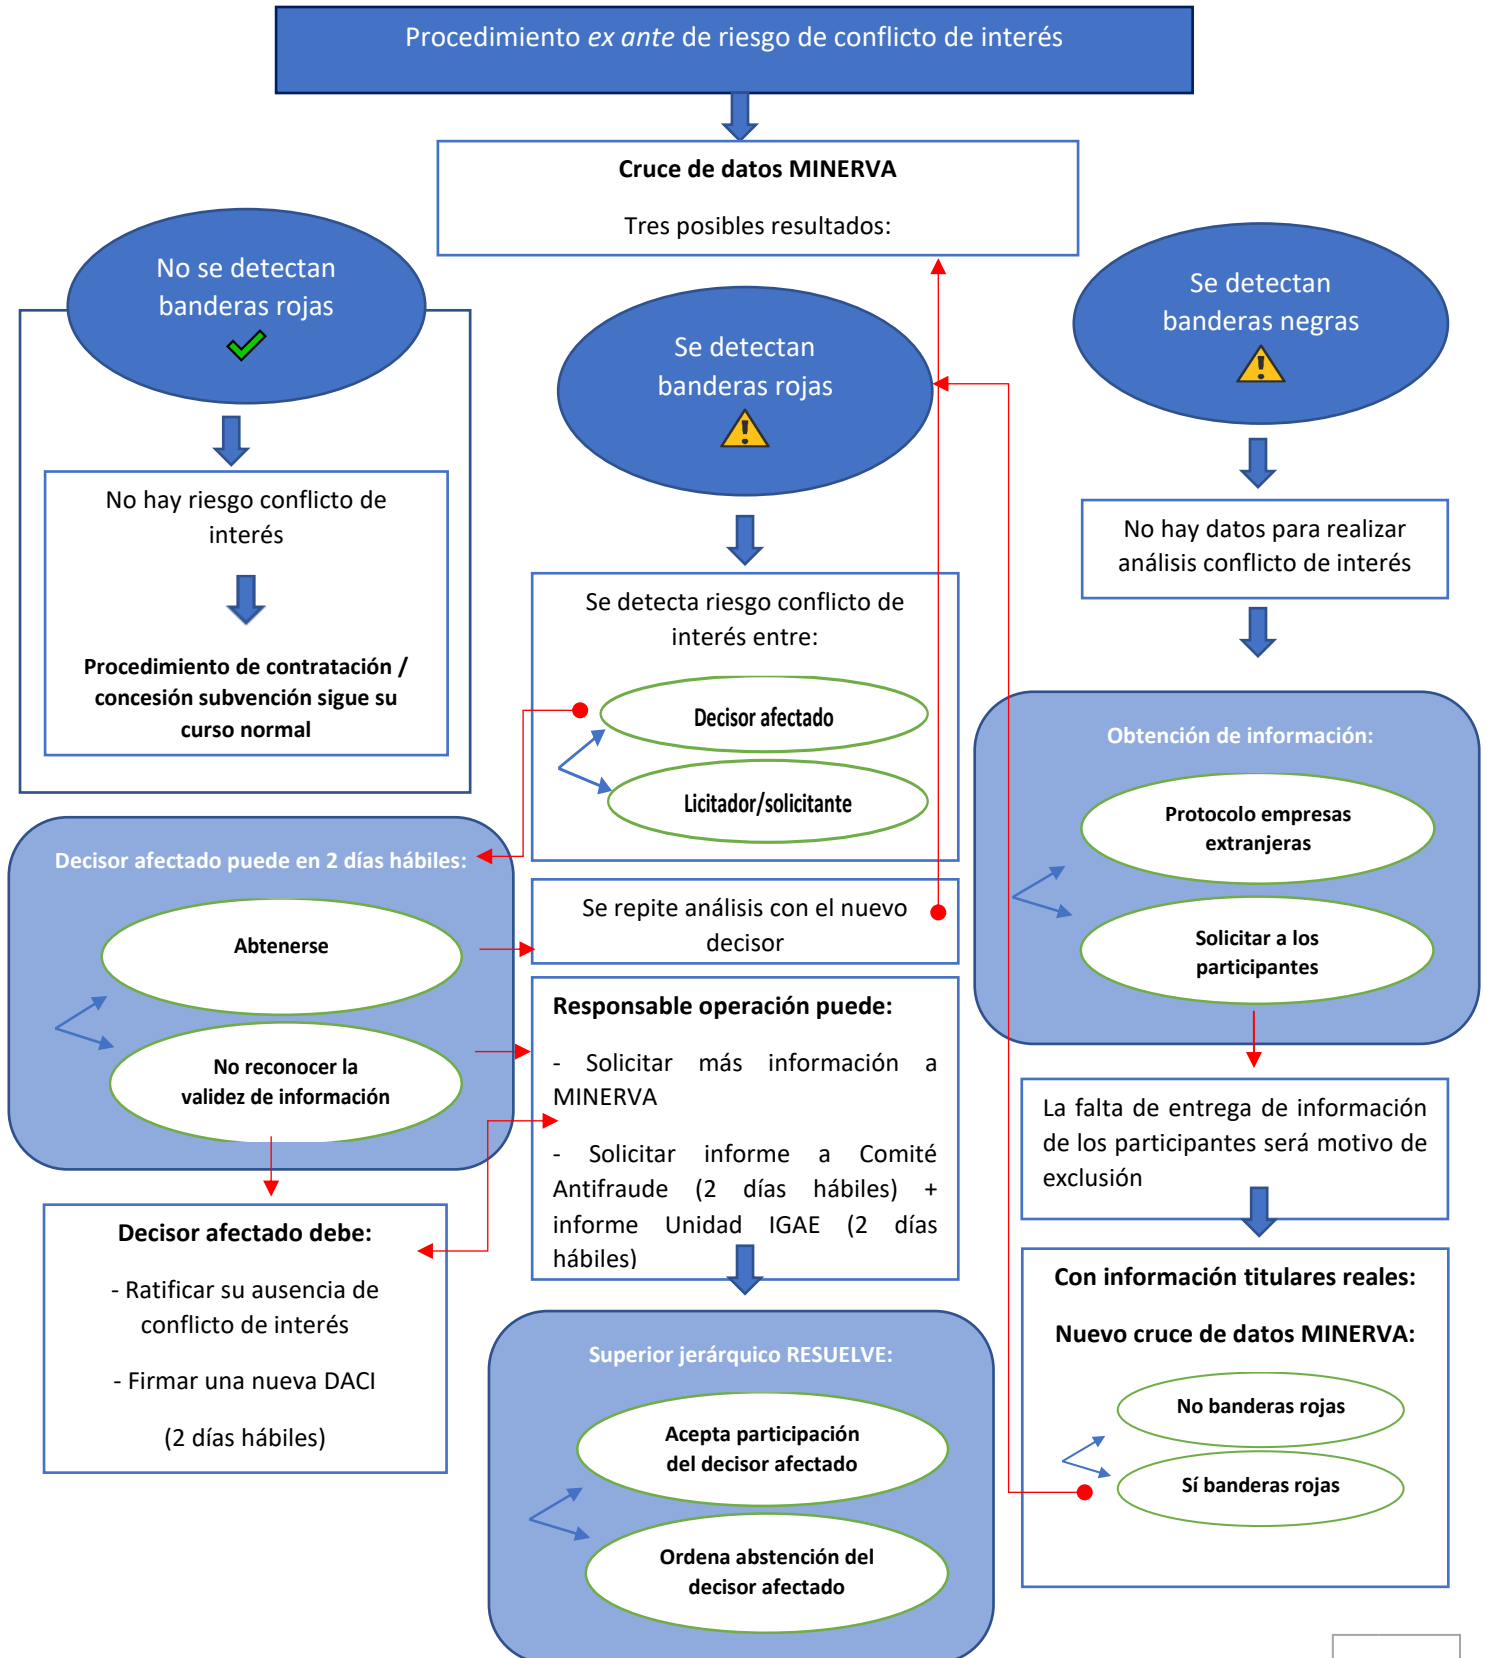 Procedimiento ex ante de riesgo de conflicto de interés
Cruce de datos MINERVA
Tres posibles resultados:
No se detectan
banderas rojas
No hay riesgo conflicto de
interés
Procedimiento de contratación /
concesión subvención sigue su
curso normal
Se detectan
banderas rojas
Se detecta riesgo conflicto de
interés entre:
Decisor afectado
Licitador/solicitante
Se detectan
banderas negras
No hay datos para realizar
análisis conflicto de interés
Obtención de información:
Protocolo empresas
extranjeras
Solicitar a los
participantes
La falta de entrega de información
de los participantes será motivo de
exclusión
Con información titulares reales:
Nuevo cruce de datos MINERVA:
No banderas rojas
Sí banderas rojas
Decisor afectado puede en 2 días hábiles:
Abtenerse
No reconocer la
validez de información
Se repite análisis con el nuevo
decisor
Responsable operación puede:
- Solicitar más información a
MINERVA
- Solicitar informe a Comité
Antifraude (2 días hábiles) +
informe Unidad IGAE (2 días
hábiles)
Decisor afectado debe:
- Ratificar su ausencia de
conflicto de interés
- Firmar una nueva DACI
(2 días hábiles)
Superior jerárquico RESUELVE:
Acepta participación
del decisor afectado
Ordena abstención del
decisor afectado